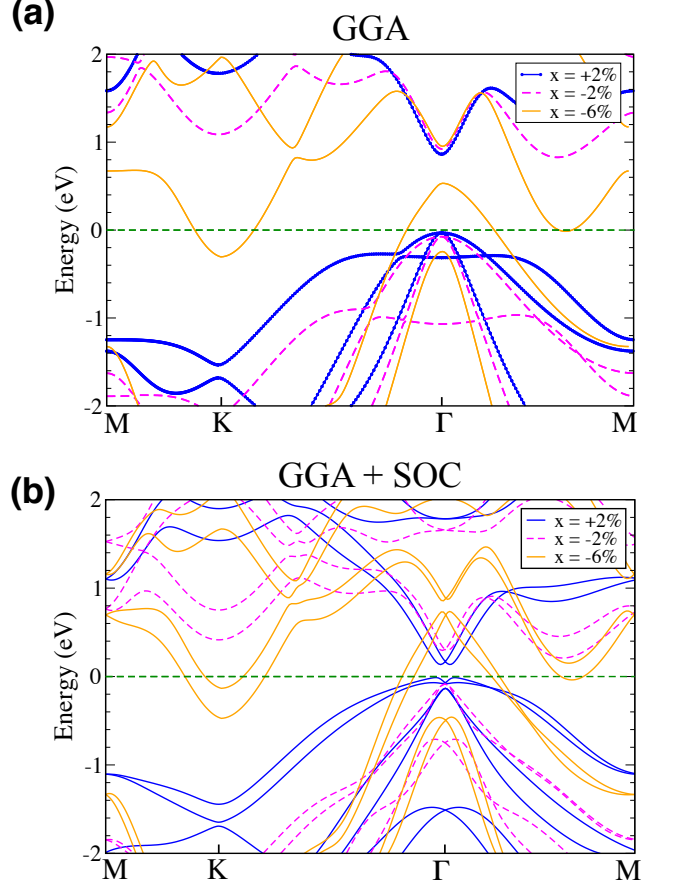 (a)
GGA
2
1
0
-1
-2
Energy (eV)
x = +2%
x = -2%
x = -6%
M K Γ M
(b)
GGA + SOC
2
1
0
-1
-2
Energy (eV)
x = +2%
x = -2%
x = -6%
M K Γ M